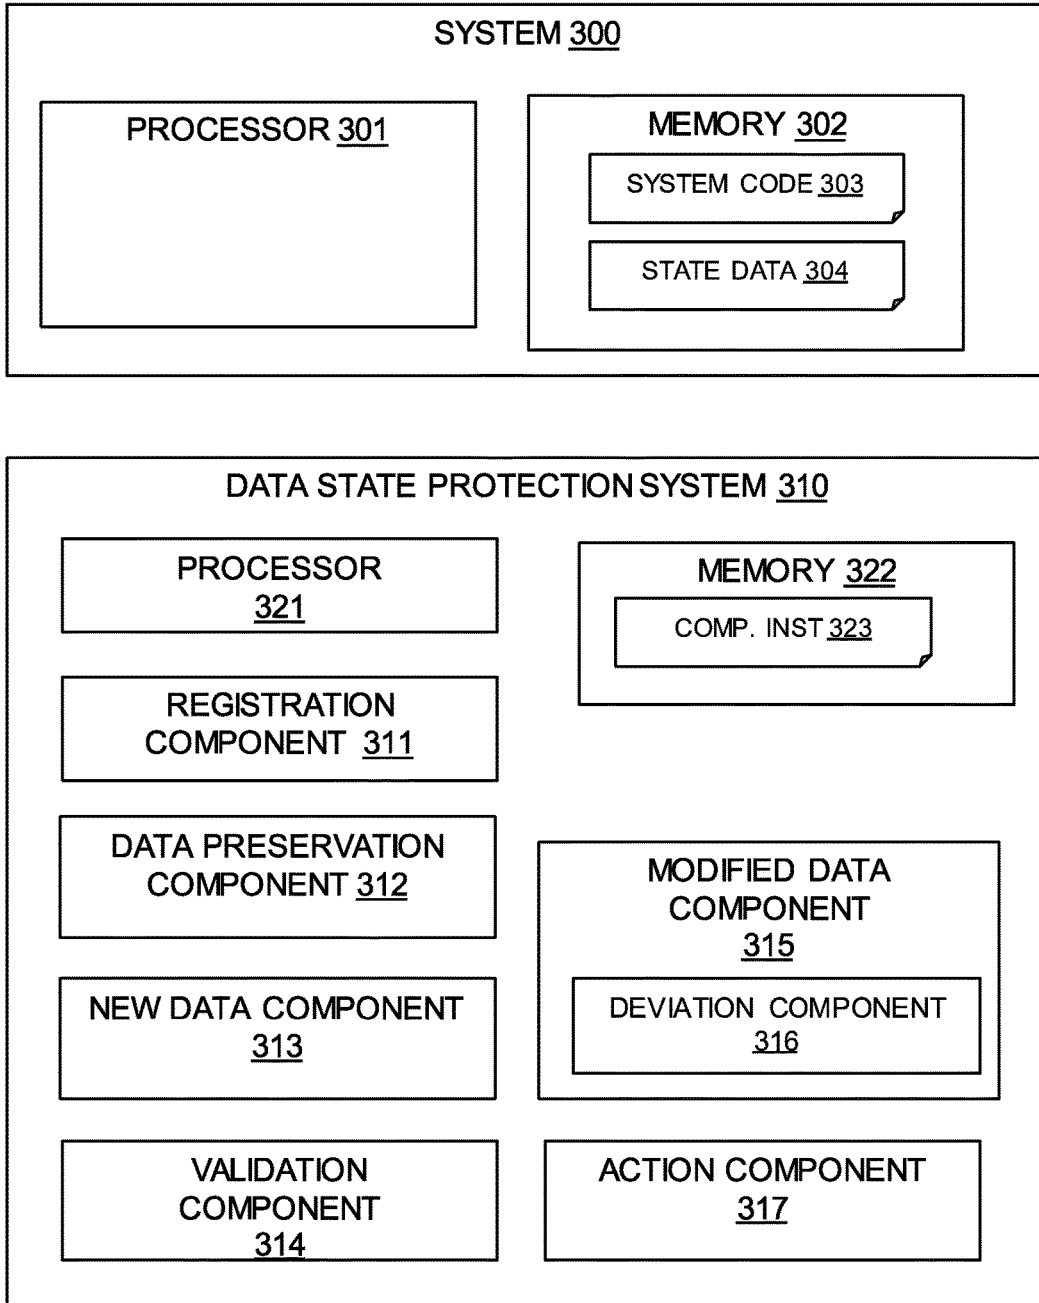 SYSTEM 300
PROCESSOR 301
MEMORY 302
SYSTEM CODE 303
STATE DATA 304
DATA STATE PROTECTION SYSTEM 310
PROCESSOR
321
MEMORY 322
COMP. INST 323
REGISTRATION
COMPONENT 311
DATA PRESERVATION
COMPONENT 312
MODIFIED DATA
COMPONENT
315
DEVIATION COMPONENT
316
NEW DATA COMPONENT
313
VALIDATION
COMPONENT
314
ACTION COMPONENT
317